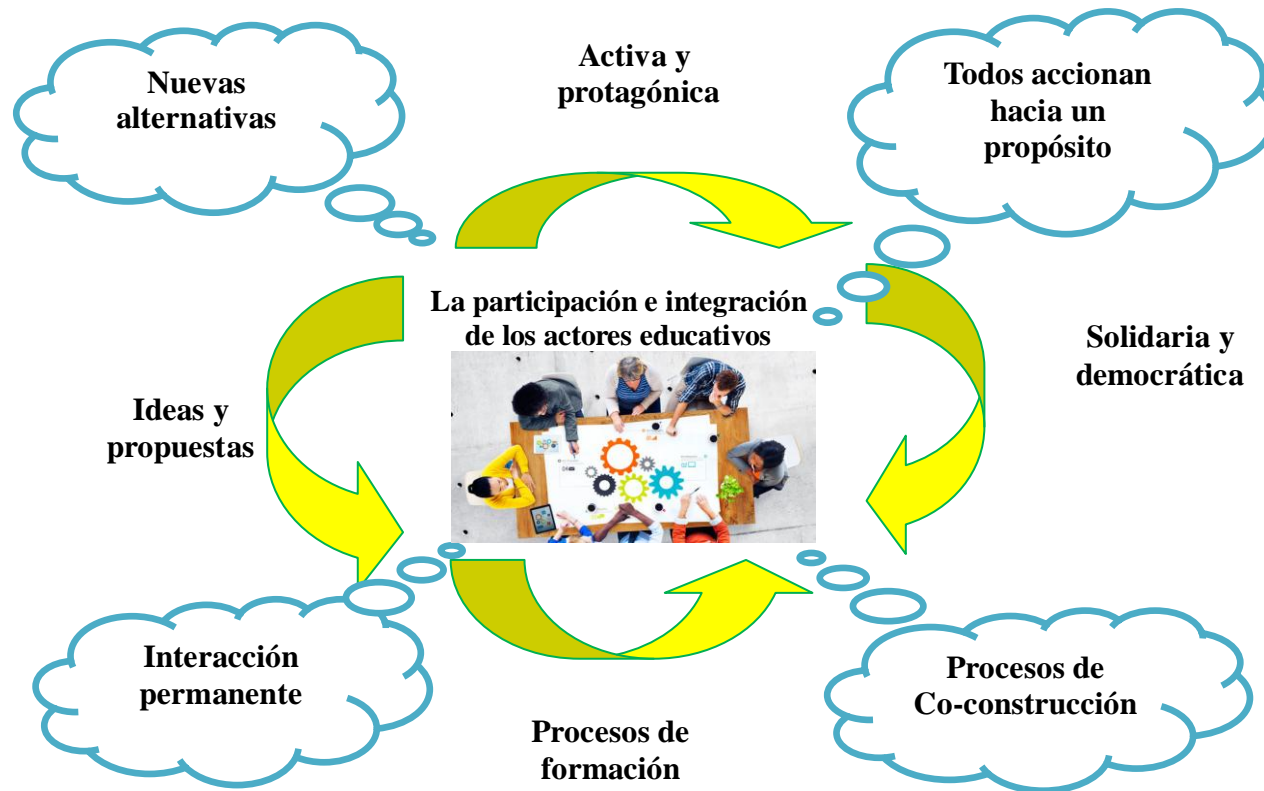 Nuevas
alternativas
Activa y
protagónica
Todos accionan
hacia un
propósito
La participación e integración
de los actores educativos
Solidaria y
democrática
Ideas y
propuestas
Interacción
permanente
Procesos de
Co-construcción
Procesos de
formación